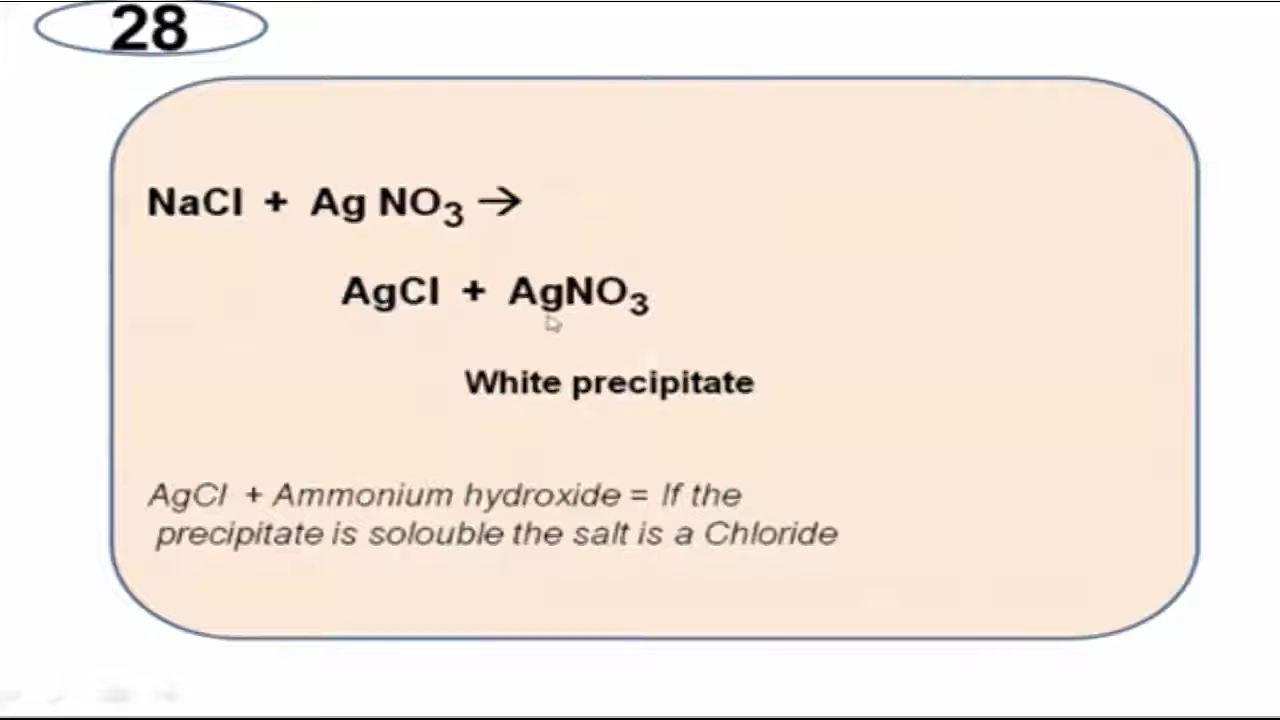 28
NaCl + Ag NO₃ →
AgCl + AgNO₃
White precipitate
AgCl + Ammonium hydroxide = If the
precipitate is solouble the salt is a Chloride